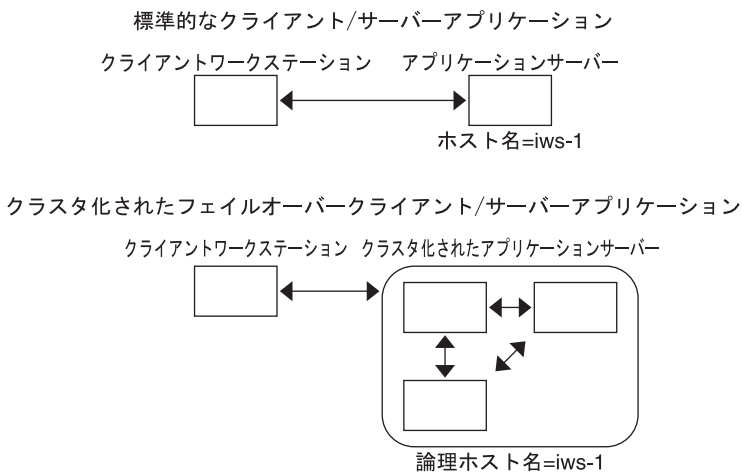 標準的なクライアント/サーバーアプリケーション
クライアントワークステーション アプリケーションサーバー
ホスト名=iws-1
クラスタ化されたフェイルオーバークライアント/サーバーアプリケーション
クライアントワークステーション クラスタ化されたアプリケーションサーバー
論理ホスト名=iws-1